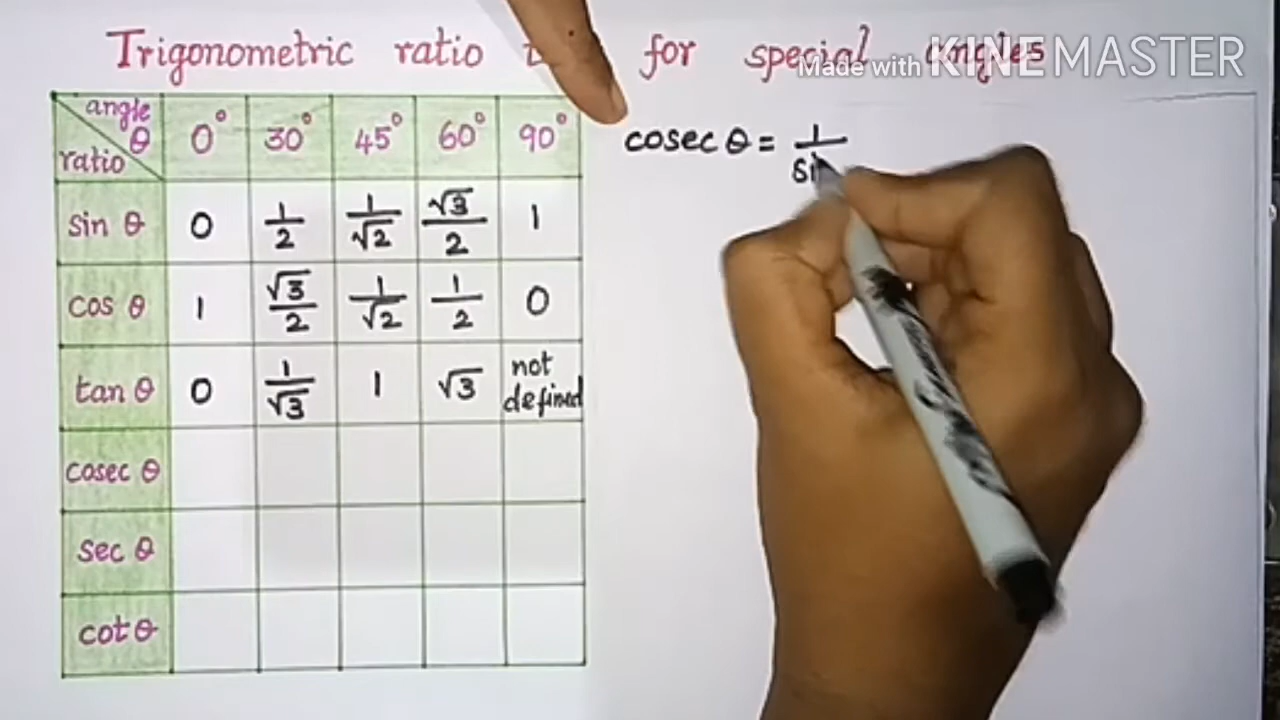 Trigonometric ratio for special angles
Made with KINEMASTER
angle θ 0° 30° 45° 60° 90°
ratio
sin θ 0 1/2 1/√2 √3/2 1
cos θ 1 √3/2 1/√2 1/2 0
tan θ 0 1/√3 1 √3 not defined
cosec θ
sec θ
cot θ
cosec θ = 1/